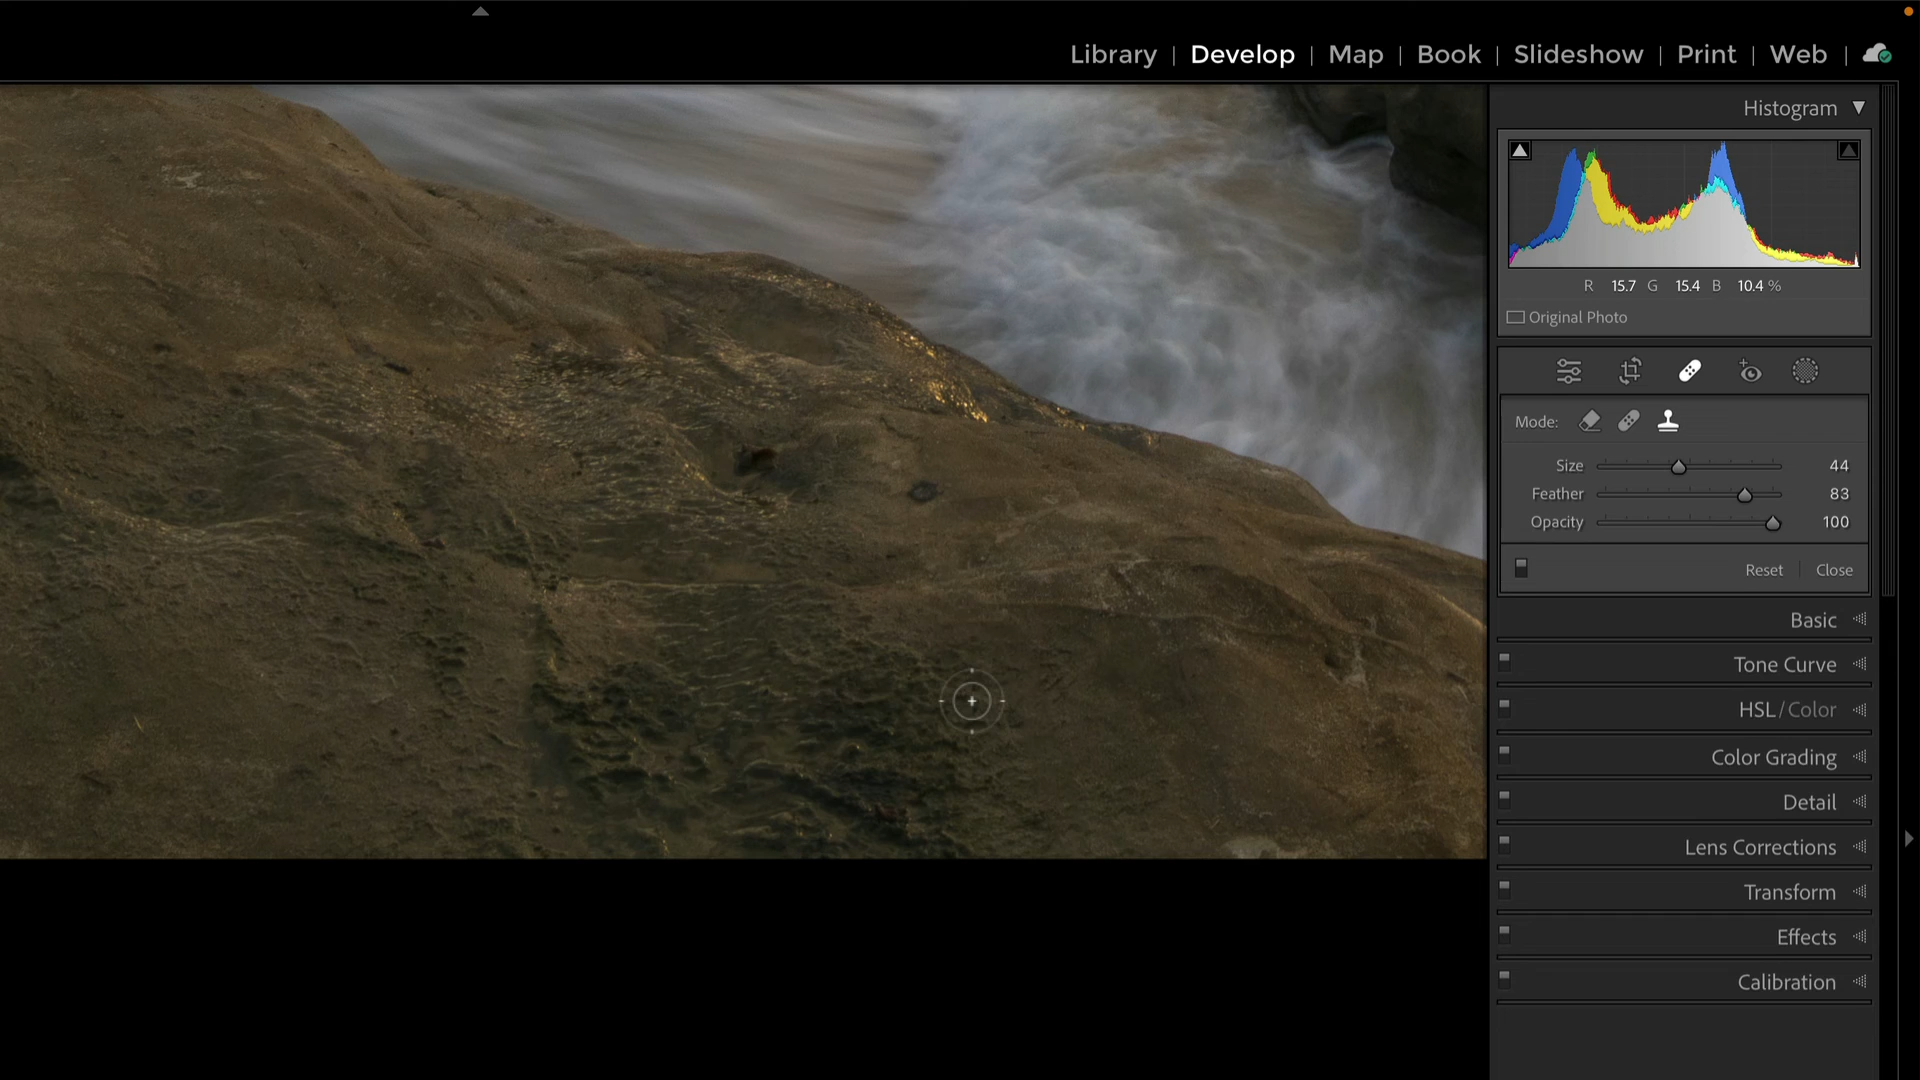 Library | Develop | Map | Book | Slideshow | Print | Web |
Histogram
R 15.7 G 15.4 B 10.4 %
Original Photo
Mode:
Size 44
Feather 83
Opacity 100
Reset Close
Basic
Tone Curve
HSL / Color
Color Grading
Detail
Lens Corrections
Transform
Effects
Calibration